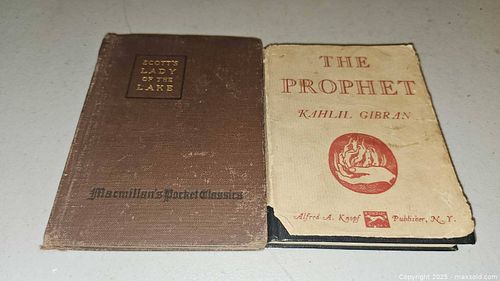 SCOTT'S
LADY
OF THE
LAKE
Macmillan's Pocket Classics
THE
PROPHET
KAHLIL GIBRAN
Alfred A. Knopf Publisher, N.Y.
Copyright 2025 - maxsold.com